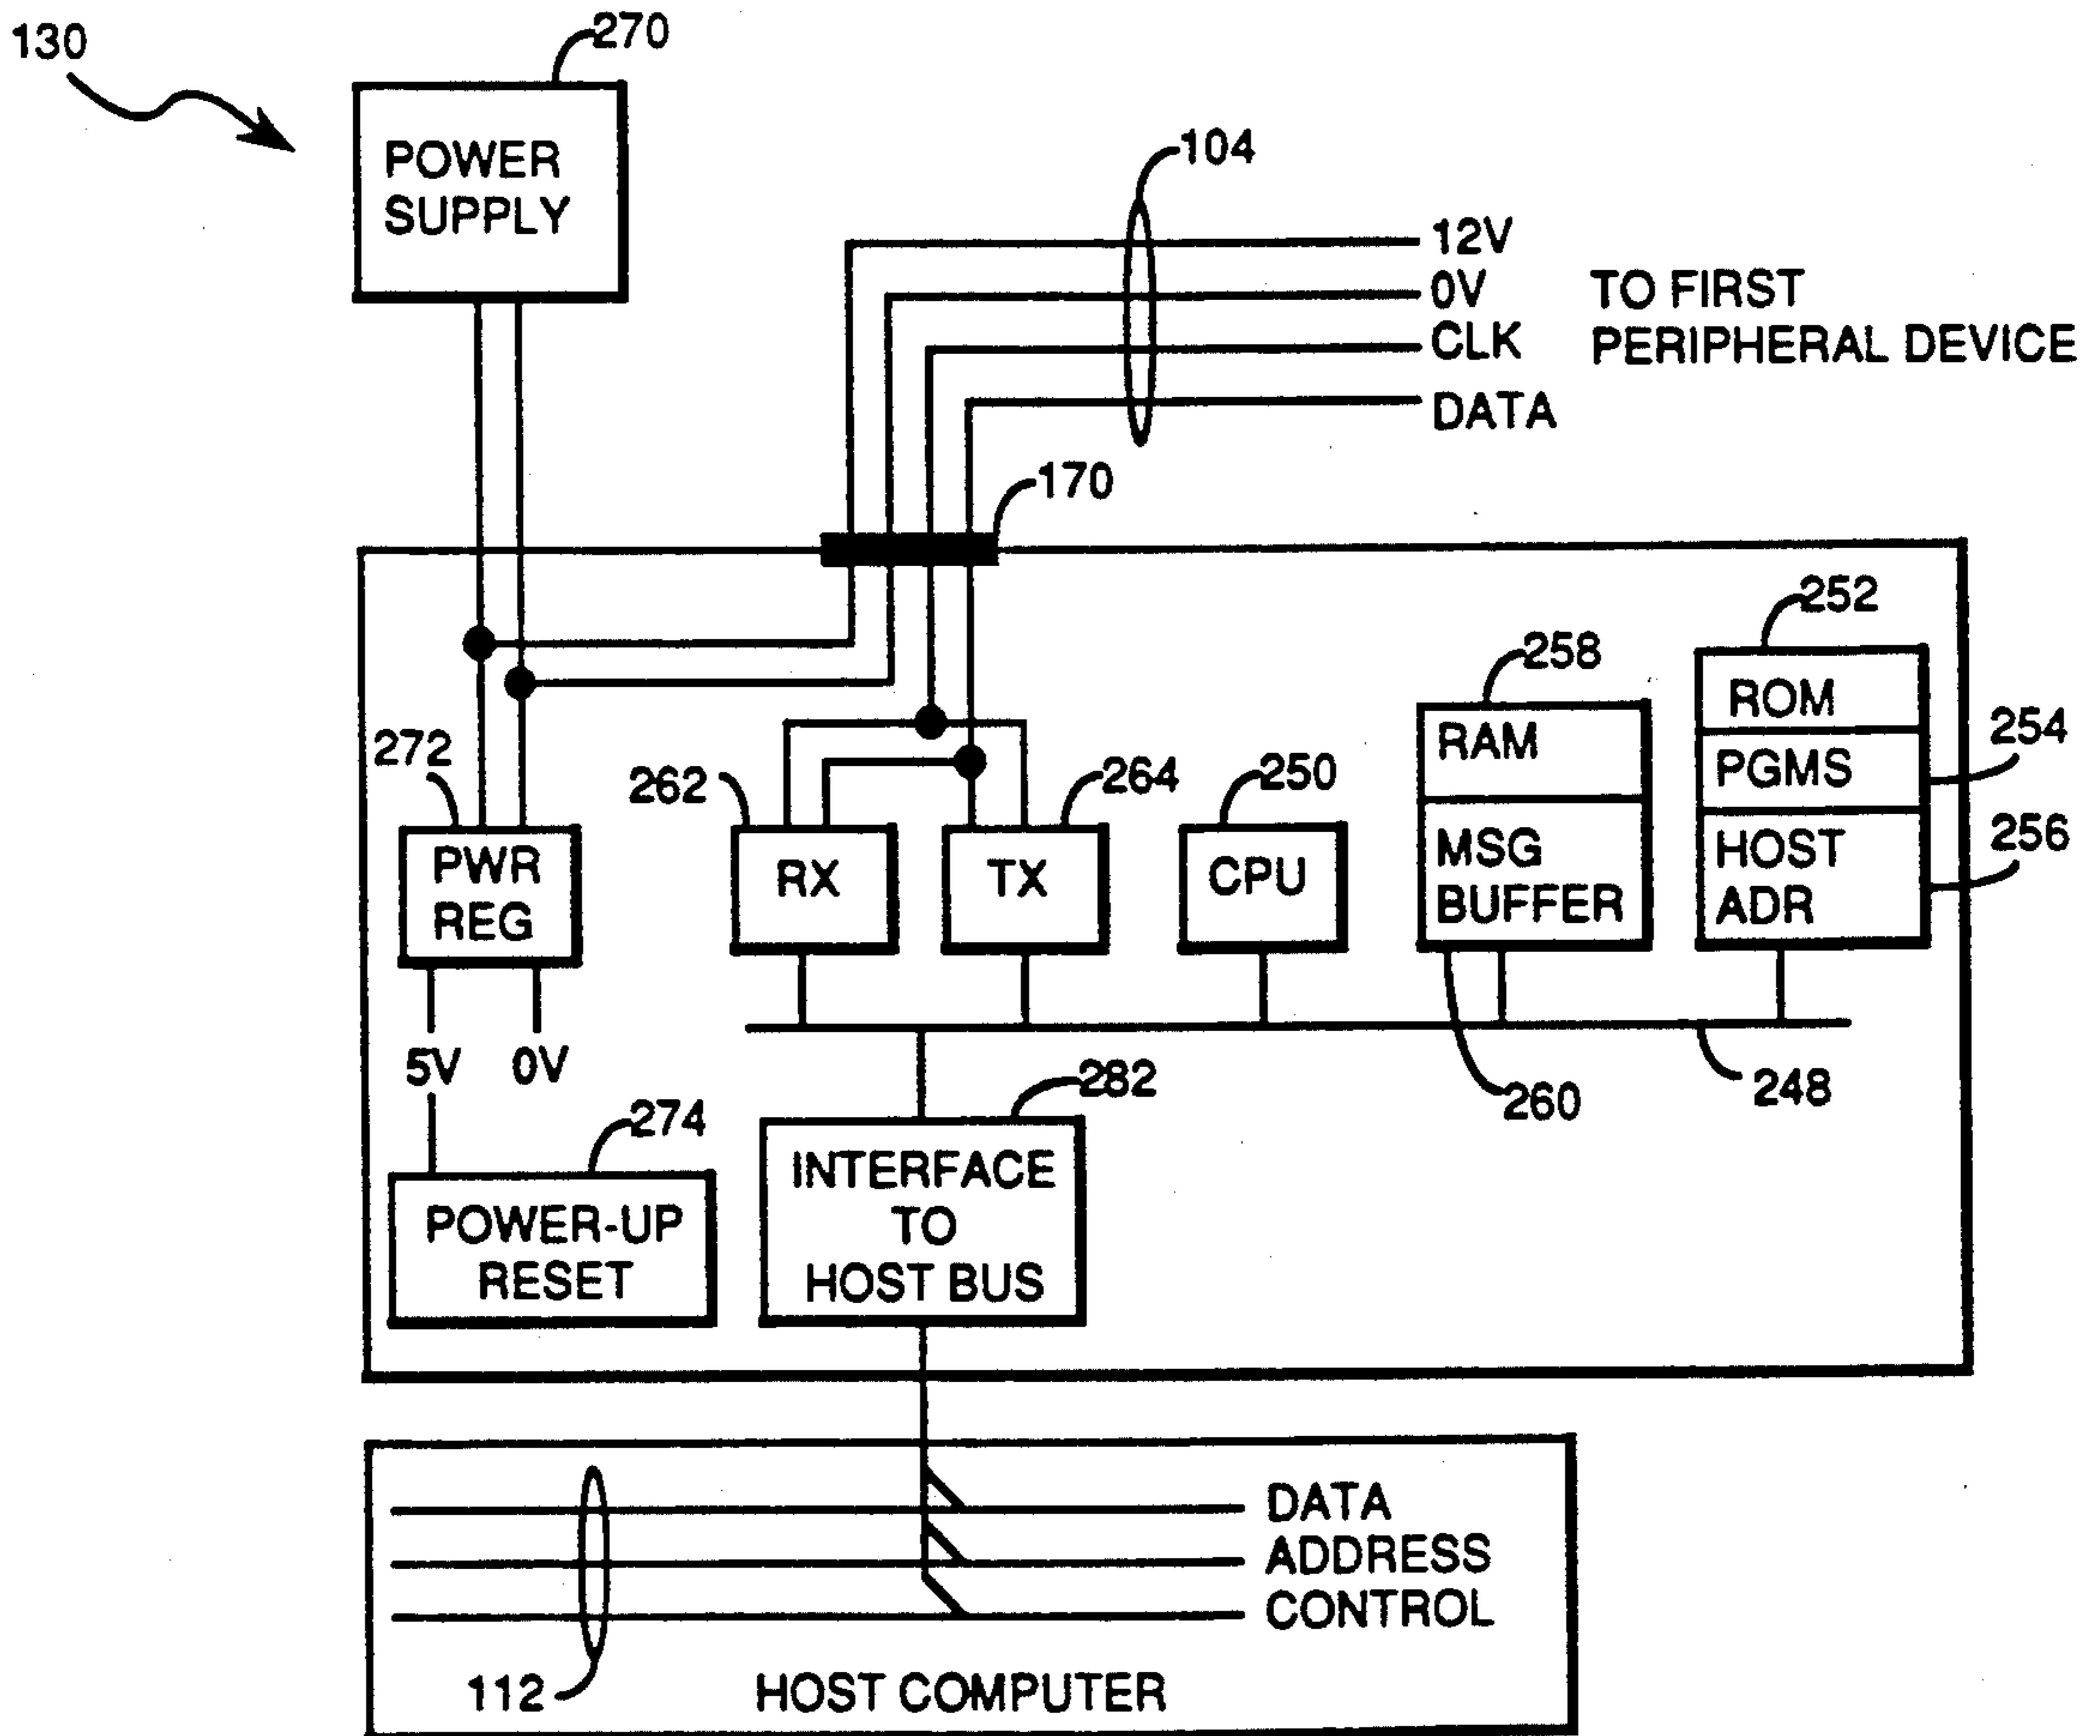 130
270
POWER
SUPPLY
104
12V
0V
CLK
DATA
TO FIRST
PERIPHERAL DEVICE
170
252
258
ROM
254
RAM
PGMS
272
262
264
250
256
PWR
REG
RX
TX
CPU
MSG
BUFFER
HOST
ADR
5V
0V
282
260
248
274
INTERFACE
TO
HOST BUS
POWER-UP
RESET
DATA
ADDRESS
CONTROL
112
HOST COMPUTER